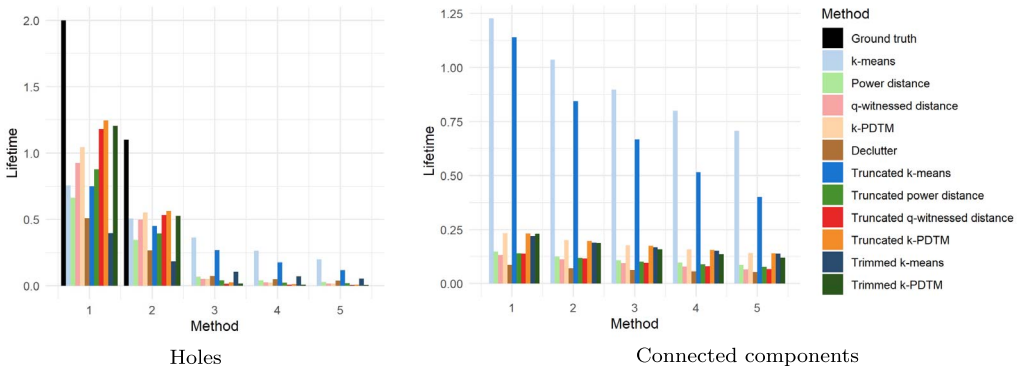 2.0
1.5
1.0
0.5
0.0
Lifetime
1 2 3 4 5
Method
Holes
1.25
1.00
0.75
0.50
0.25
0.00
Lifetime
1 2 3 4 5
Method
Connected components
Method
Ground truth
k-means
Power distance
q-witnessed distance
k-PDTM
Declutter
Truncated k-means
Truncated power distance
Truncated q-witnessed distance
Truncated k-PDTM
Trimmed k-means
Trimmed k-PDTM